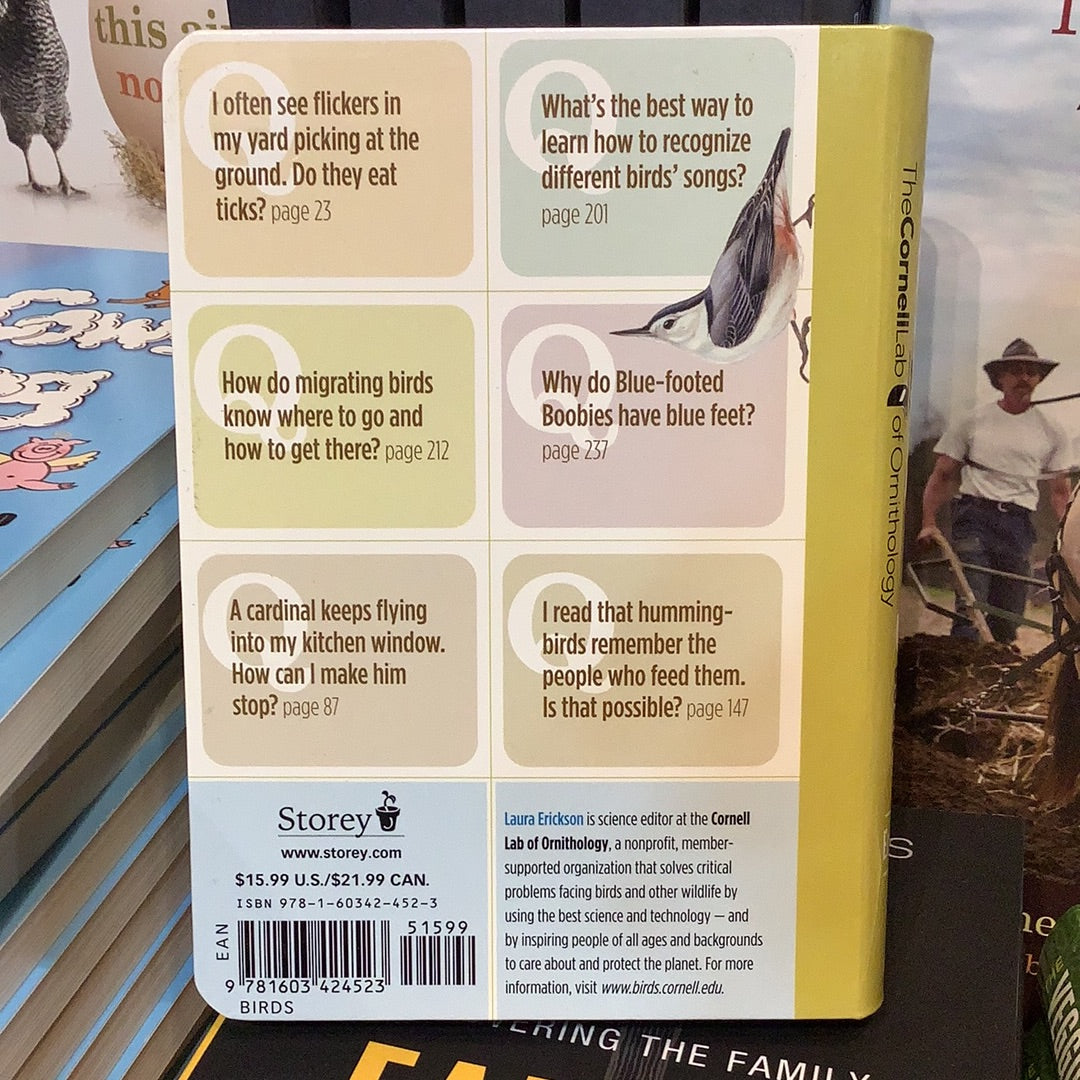 this
no
I often see flickers in
my yard picking at the
ground. Do they eat
ticks? page 23
What's the best way to
learn how to recognize
different birds' songs?
page 201
How do migrating birds
know where to go and
how to get there? page 212
Why do Blue-footed
Boobies have blue feet?
page 237
A cardinal keeps flying
into my kitchen window.
How can I make him
stop? page 87
I read that humming-
birds remember the
people who feed them.
Is that possible? page 147
Storey
www.storey.com
$15.99 U.S./$21.99 CAN.
ISBN 978-1-60342-452-3
EAN
51599
9 781603 424523
BIRDS
Laura Erickson is science editor at the Cornell
Lab of Ornithology, a nonprofit, member-
supported organization that solves critical
problems facing birds and other wildlife by
using the best science and technology — and
by inspiring people of all ages and backgrounds
to care about and protect the planet. For more
information, visit www.birds.cornell.edu.
The Cornell Lab of Ornithology
THE FAMILY